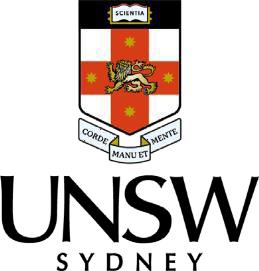 SCIENTIA
CORDE MANU ET MENTE
UNSW
SYDNEY